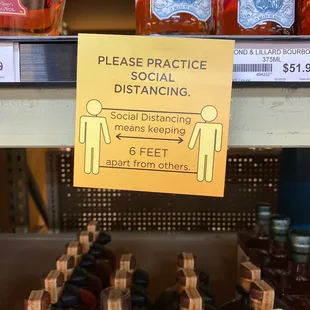 PLEASE PRACTICE
SOCIAL
DISTANCING.
Social Distancing
means keeping
6 FEET
apart from others.
OND & LILLARD BOURBO
375ML
$51.9
9